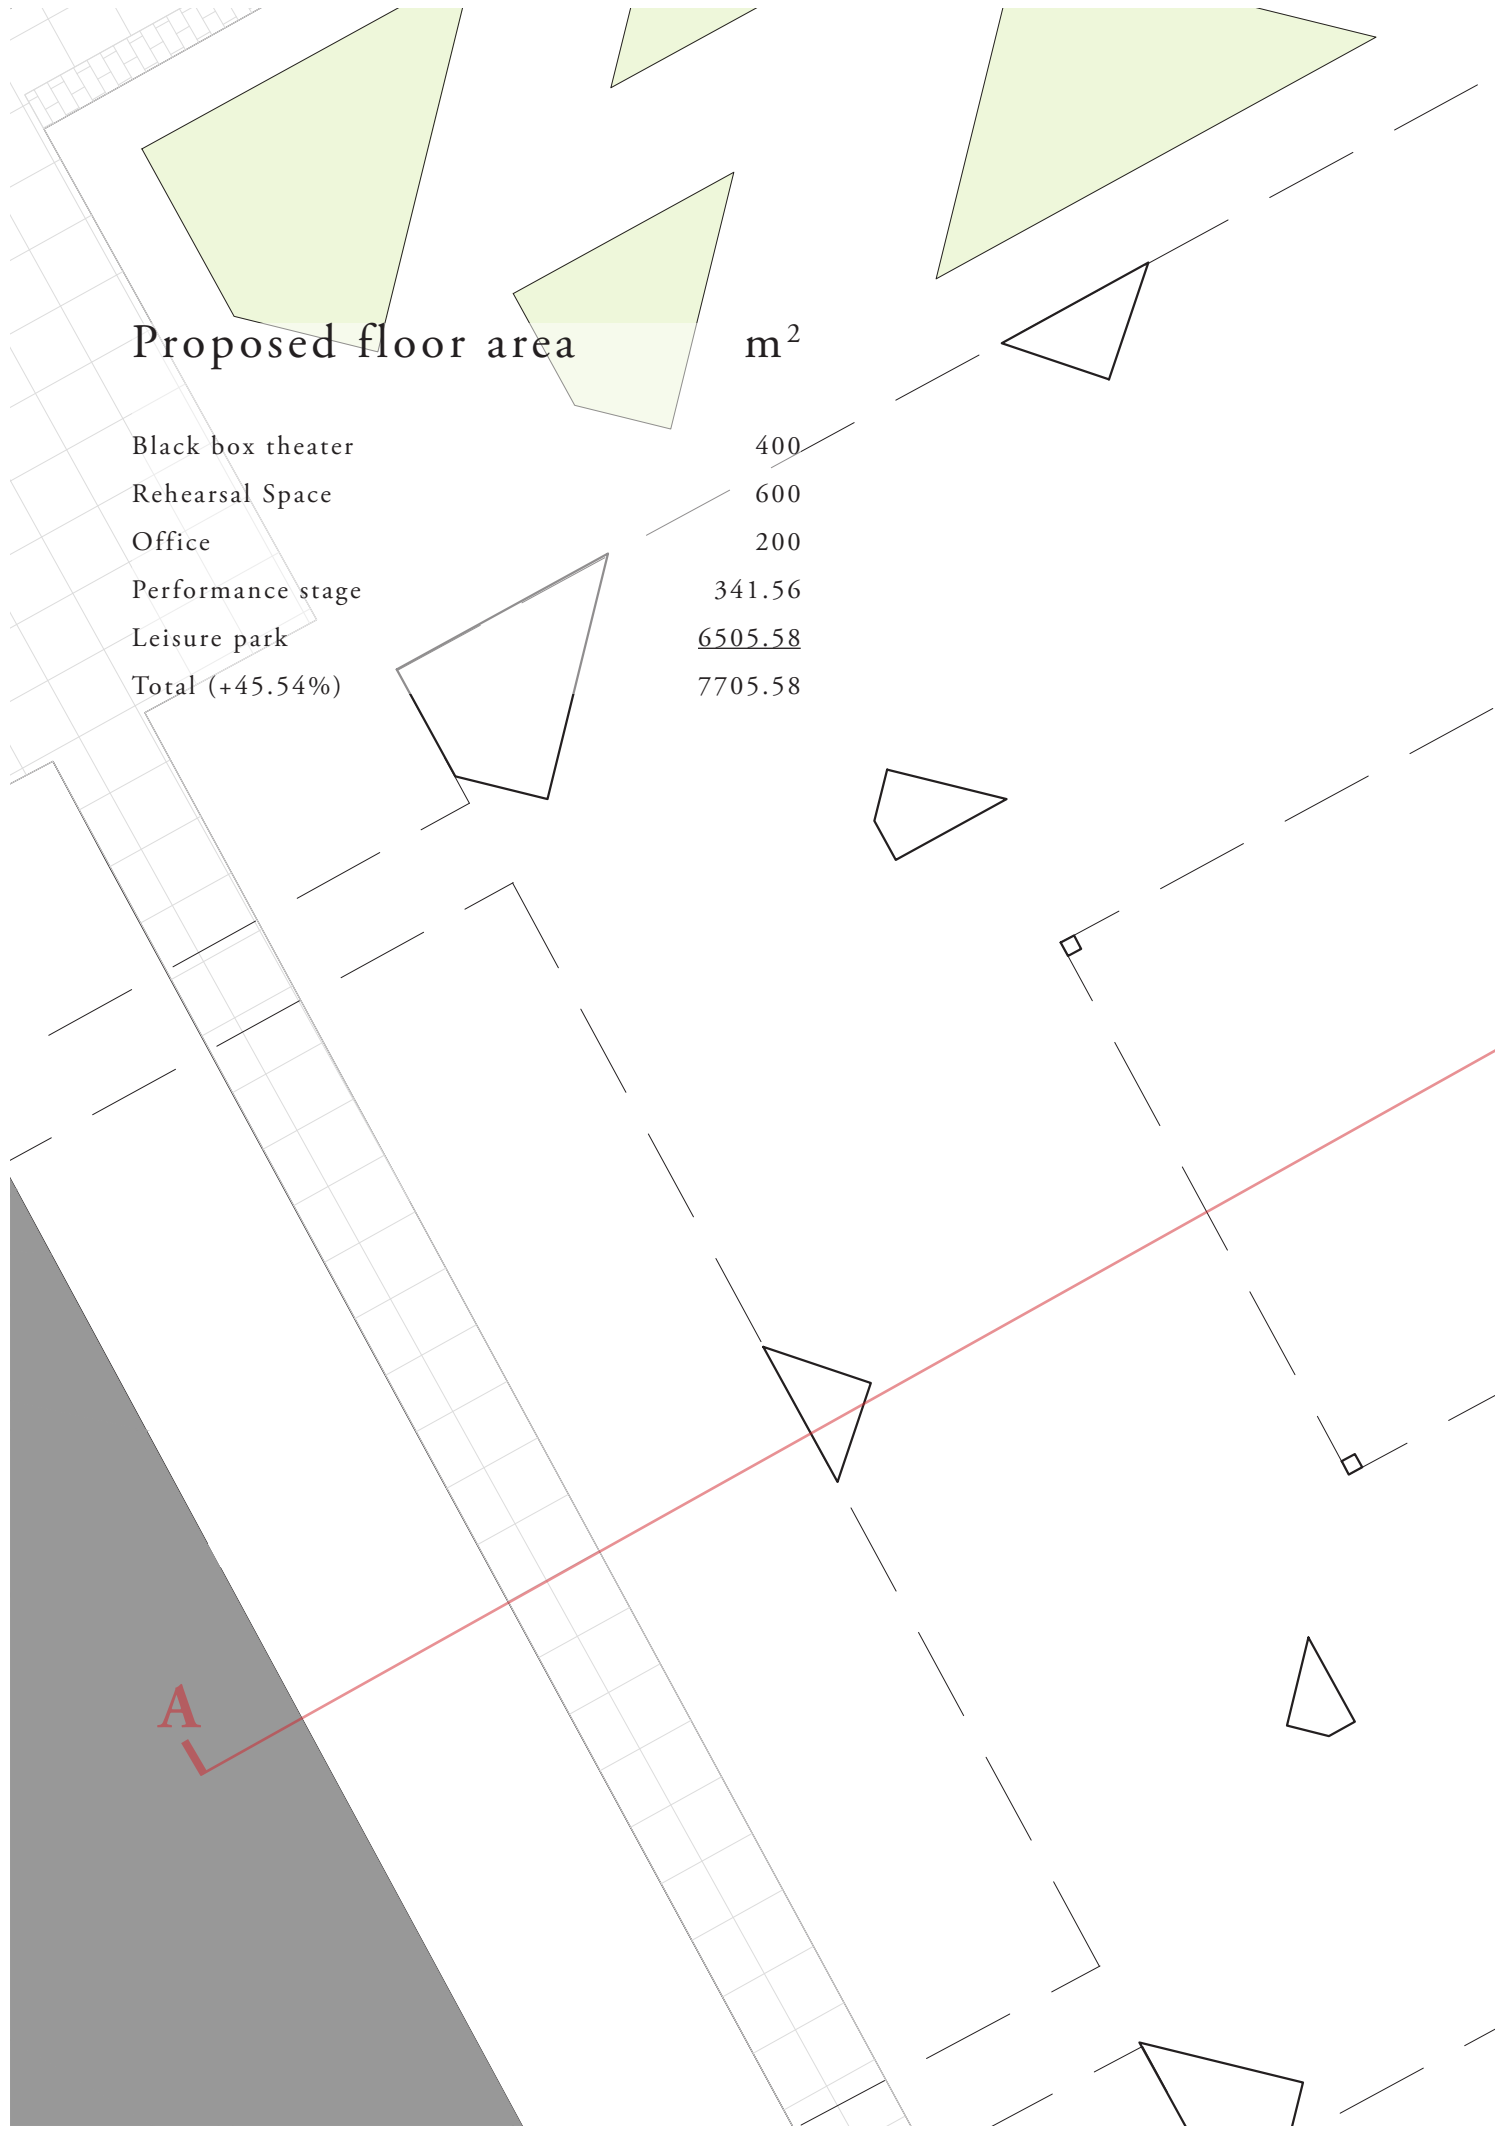 Proposed floor area m²
Black box theater 400
Rehearsal Space 600
Office 200
Performance stage 341.56
Leisure park 6505.58
Total (+45.54%) 7705.58
A